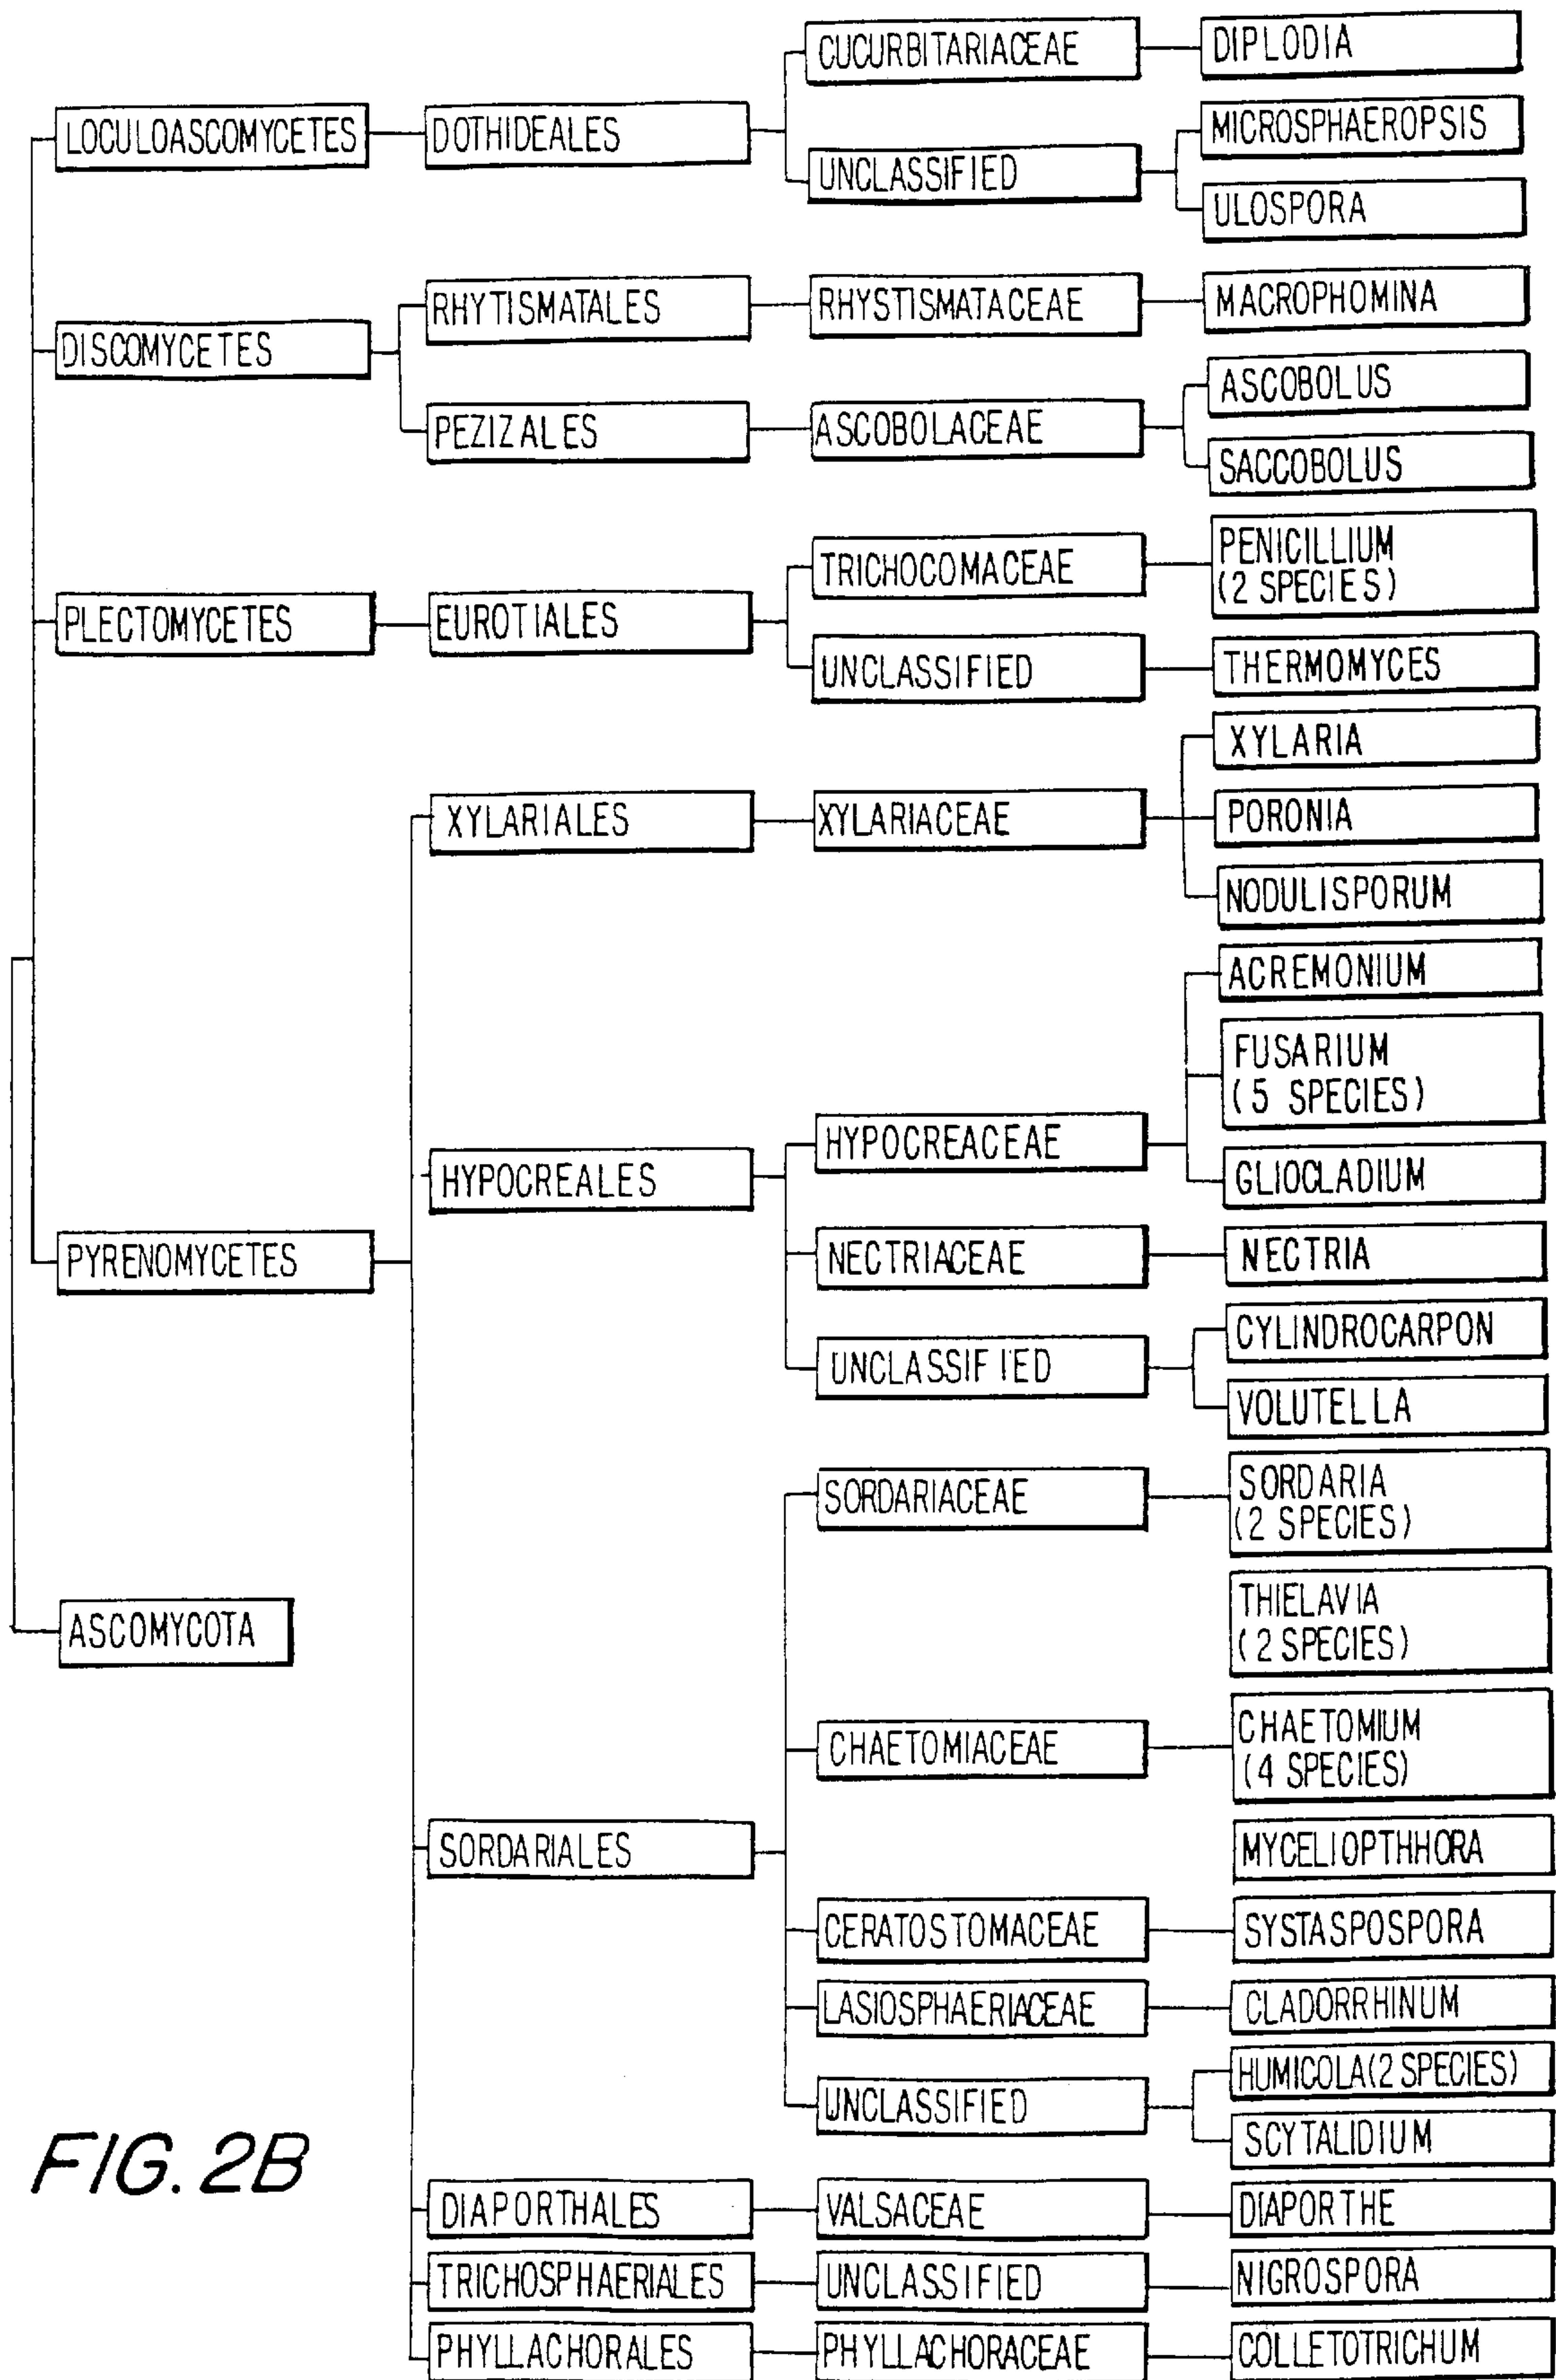 CUCURBITARIACEAE
DIPLODIA
LOCULOASCOMYCETES
DOTHIDEALES
MICROSPHAEROPSIS
UNCLASSIFIED
ULOSPORA
RHYTISMATALES
RHYSTISMATACEAE
MACROPHOMINA
DISCOMYCETES
ASCOBOLUS
PEZIZALES
ASCOBOLACEAE
SACCOBOLUS
TRICHOCOMACEAE
PENICILLIUM
(2 SPECIES)
PLECTOMYCETES
EUROTIALES
UNCLASSIFIED
THERMOMYCES
XYLARIA
XYLARIALES
XYLARIACEAE
PORONIA
NODULISPORUM
ACREMONIUM
FUSARIUM
(5 SPECIES)
HYPOCREACEAE
HYPOCREALES
GLIOCLADIUM
PYRENOMYCETES
NECTRIACEAE
NECTRIA
CYLINDROCARPON
UNCLASSIFIED
VOLUTELLA
SORDARIACEAE
SORDARIA
(2 SPECIES)
THIELAVIA
(2 SPECIES)
ASCOMYCOTA
CHAETOMIACEAE
CHAETOMIUM
(4 SPECIES)
SORDARIALES
MYCELIOPTHHORA
CERATOSTOMACEAE
SYSTASPOSPORA
LASIOSPHAERIACEAE
CLADORRHINUM
HUMICOLA(2 SPECIES)
UNCLASSIFIED
SCYTALIDIUM
FIG. 2B
DIAPORTHALES
VALSACEAE
DIAPORTHE
TRICHOSPHAERIALES
UNCLASSIFIED
NIGROSPORA
PHYLLACHORALES
PHYLLACHORACEAE
COLLETOTRICHUM